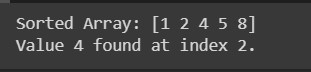 Sorted Array: [1 2 4 5 8]
Value 4 found at index 2.